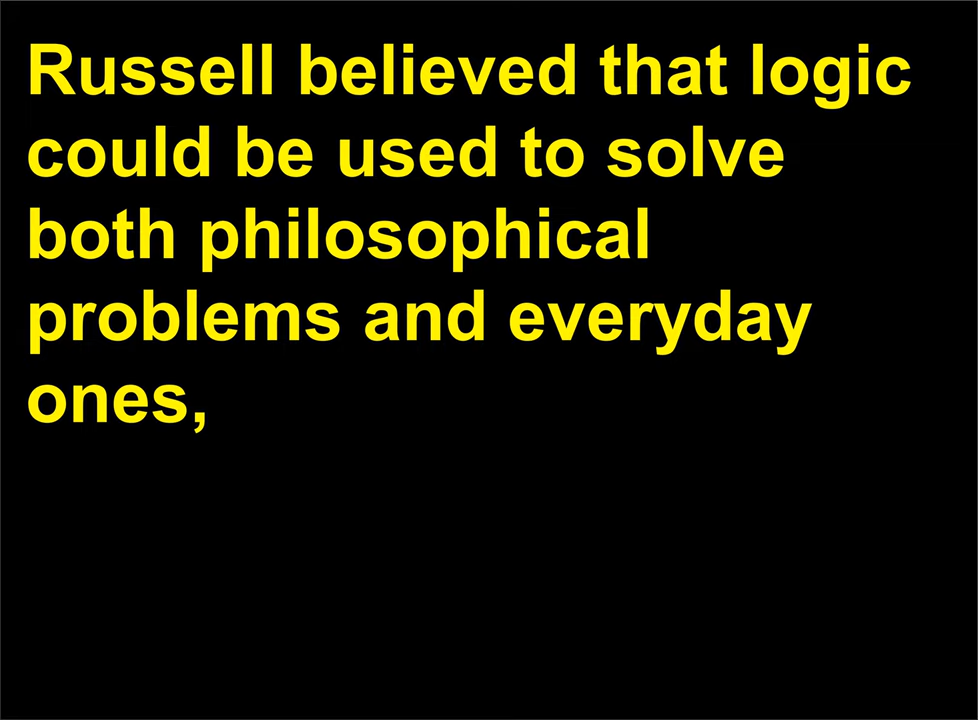 Russell believed that logic
could be used to solve
both philosophical
problems and everyday
ones,